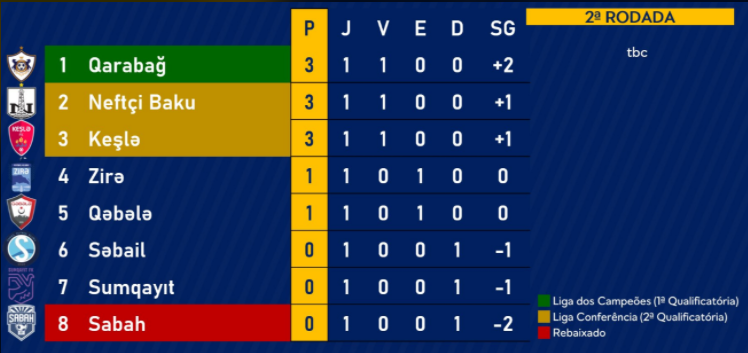 P J V E D SG
1 Qarabağ 3 1 1 0 0 +2
2 Neftçi Baku 3 1 1 0 0 +1
3 Keşlə 3 1 1 0 0 +1
4 Zirə 1 1 0 1 0 0
5 Qəbələ 1 1 0 1 0 0
6 Səbail 0 1 0 0 1 -1
7 Sumqayıt 0 1 0 0 1 -1
8 Sabah 0 1 0 0 1 -2
2ª RODADA
tbc
Liga dos Campeões (1ª Qualificatória)
Liga Conferência (2ª Qualificatória)
Rebaixado
KEŞLƏ
ZIRƏ
SABAH